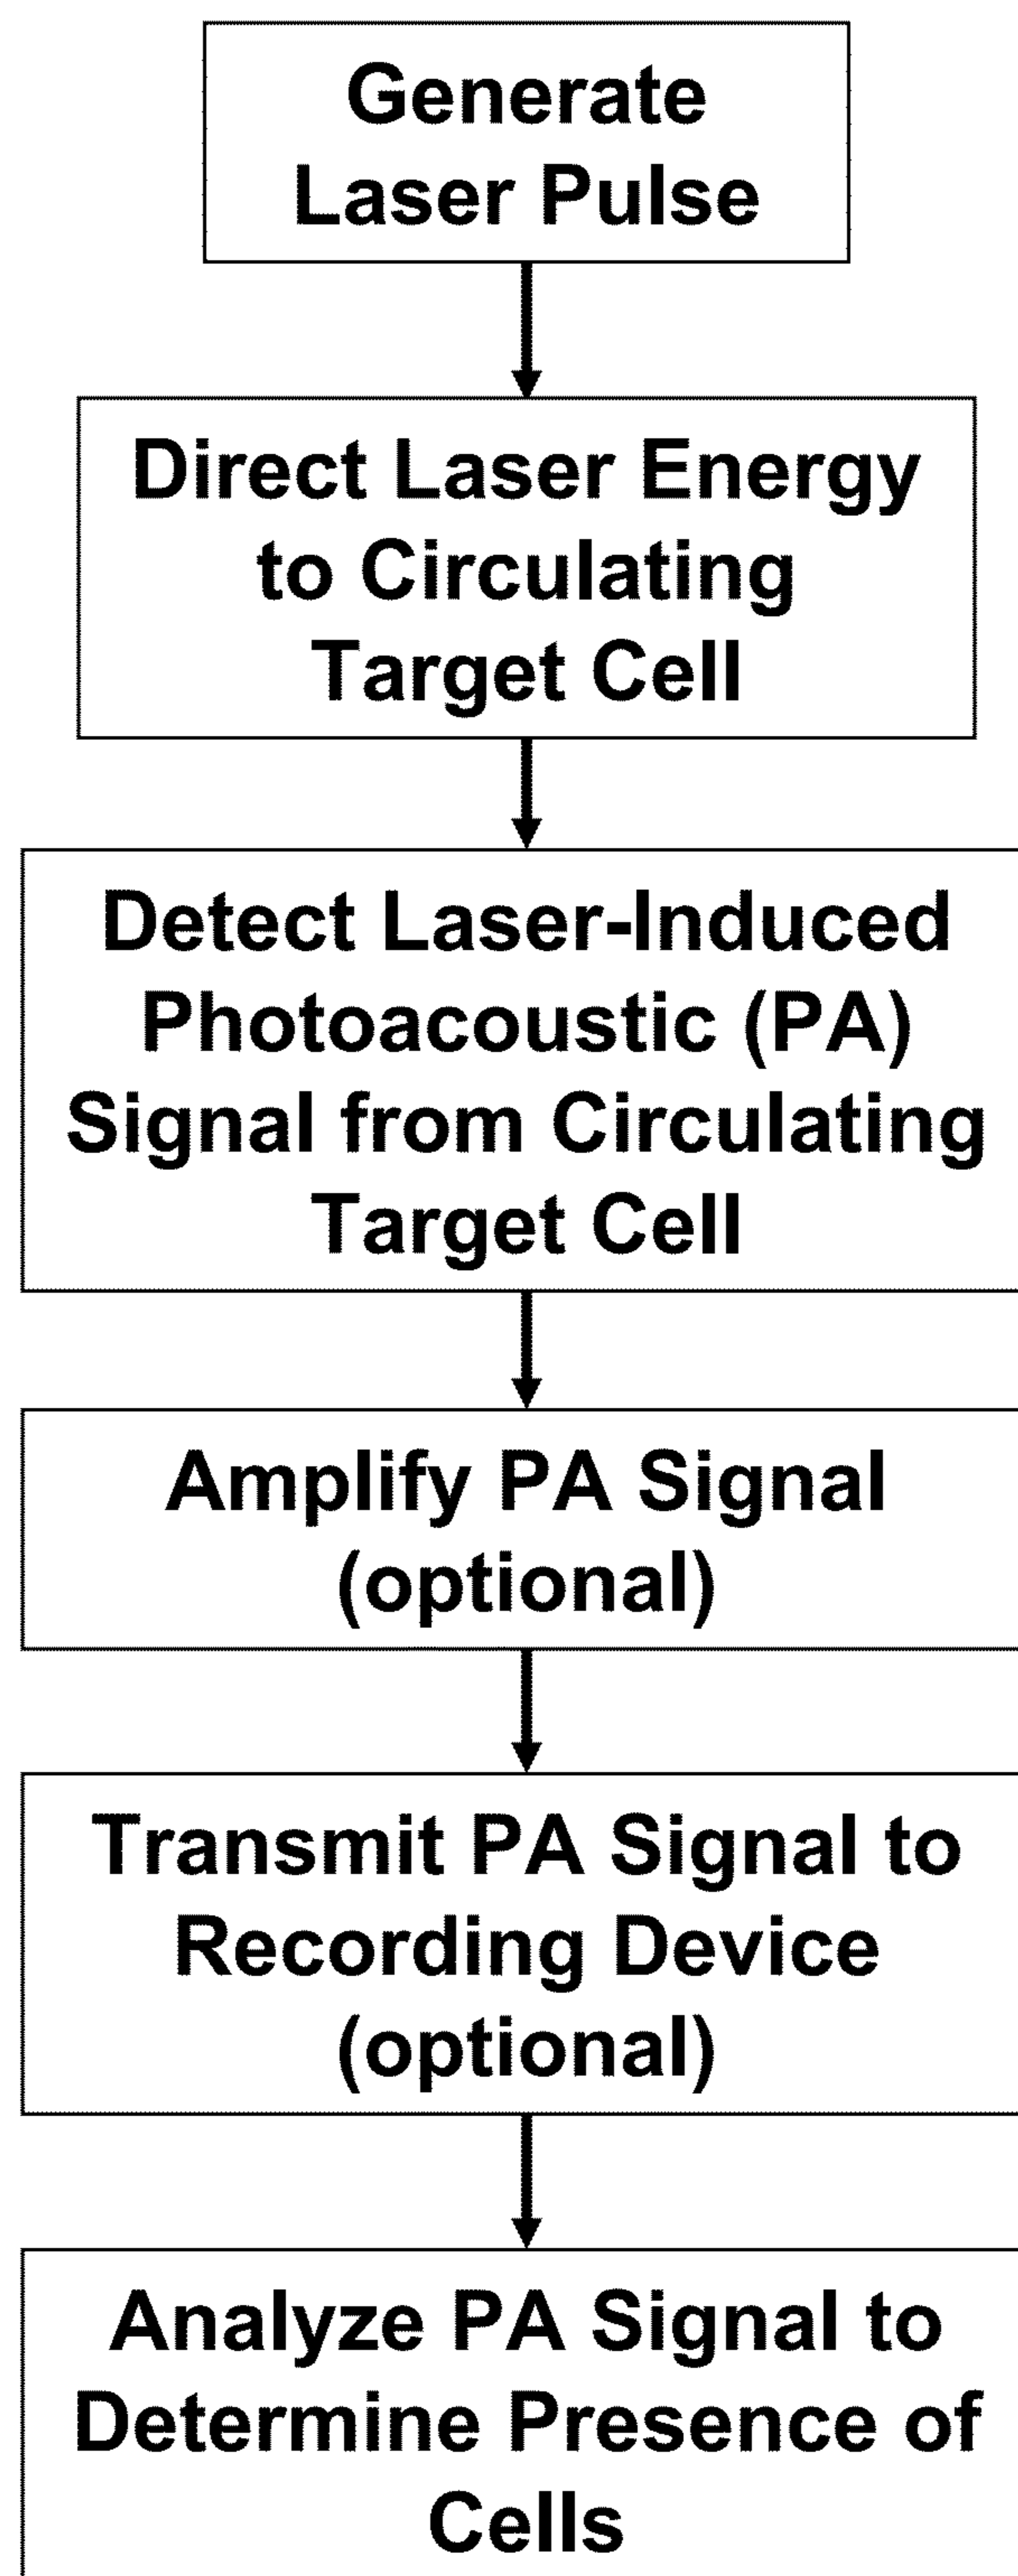 Generate
Laser Pulse
Direct Laser Energy
to Circulating
Target Cell
Detect Laser-Induced
Photoacoustic (PA)
Signal from Circulating
Target Cell
Amplify PA Signal
(optional)
Transmit PA Signal to
Recording Device
(optional)
Analyze PA Signal to
Determine Presence of
Cells